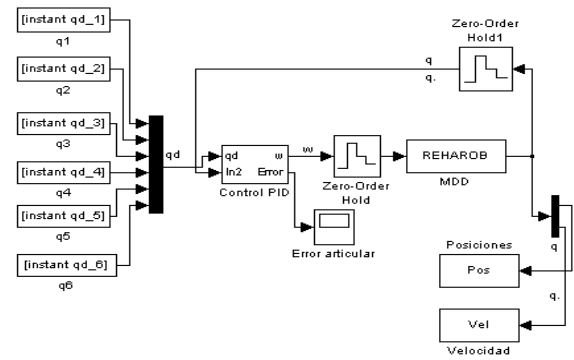 [instant qd_1]
q1
[instant qd_2]
q2
[instant qd_3]
q3
[instant qd_4]
q4
[instant qd_5]
q5
[instant qd_6]
q6
qd
qd
In2
w
Error
Control PID
w
Zero-Order
Hold
Error articular
REHAROB
MDD
Zero-Order
Hold1
q
q.
q
q.
Posiciones
Pos
Vel
Velocidad